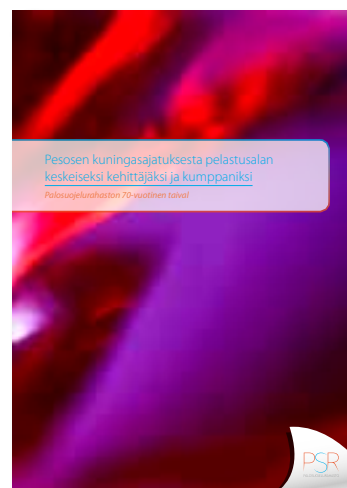 Pesosen kuningasajatuksesta pelastusalan
keskeiseksi kehittäjäksi ja kumppaniksi
Palosuojelurahaston 70-vuotinen taival
PSR